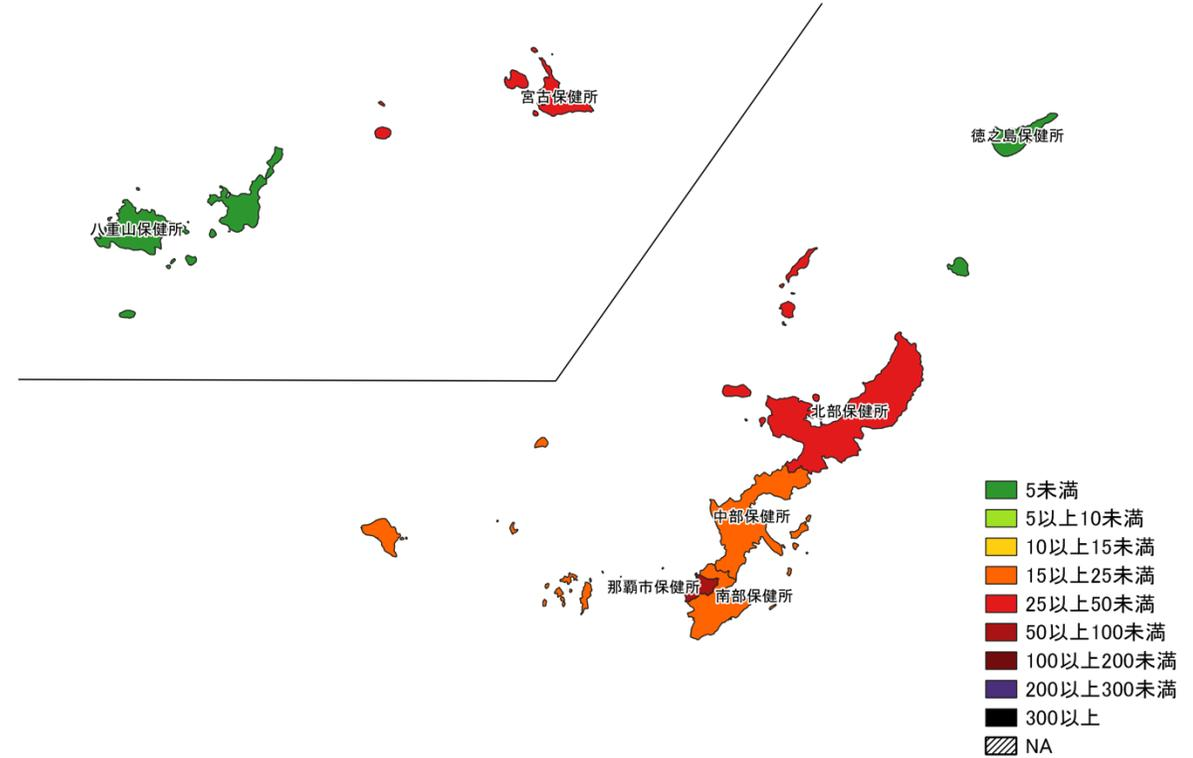 宮古保健所
徳之島保健所
八重山保健所
北部保健所
中部保健所
那覇市保健所
南部保健所
5未満
5以上10未満
10以上15未満
15以上25未満
25以上50未満
50以上100未満
100以上200未満
200以上300未満
300以上
NA